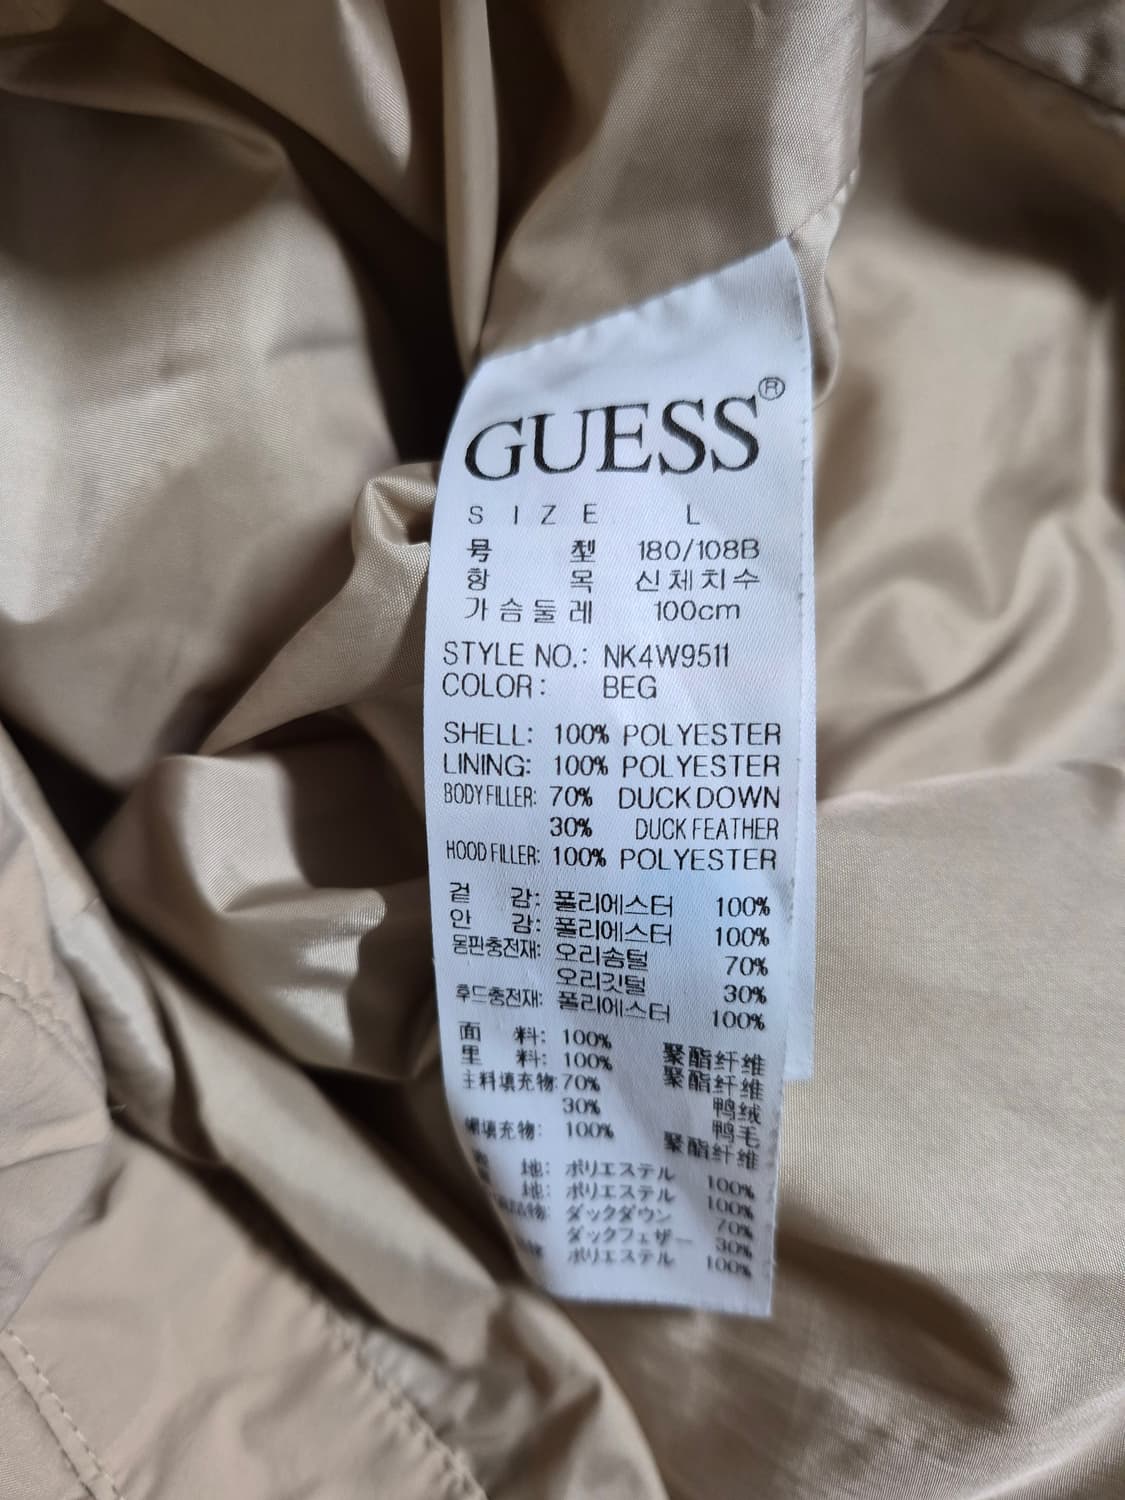 GUESS®
SIZE L
号型 180/108B
항목 신체치수
가슴둘레 100cm
STYLE NO.: NK4W9511
COLOR: BEG
SHELL: 100% POLYESTER
LINING: 100% POLYESTER
BODY FILLER: 70% DUCK DOWN
30% DUCK FEATHER
HOOD FILLER: 100% POLYESTER
겉감: 폴리에스터 100%
안감: 폴리에스터 100%
몸판충전재: 오리솜털 70%
오리깃털 30%
후드충전재: 폴리에스터 100%
面料: 100% 聚酯纤维
里料: 100% 聚酯纤维
主料填充物: 70% 鸭绒
30% 鸭毛
帽填充物: 100% 聚酯纤维
地: ポリエステル 100%
地: ポリエステル 100%
ダックダウン 70%
ダックフェザー 30%
ポリエステル 100%